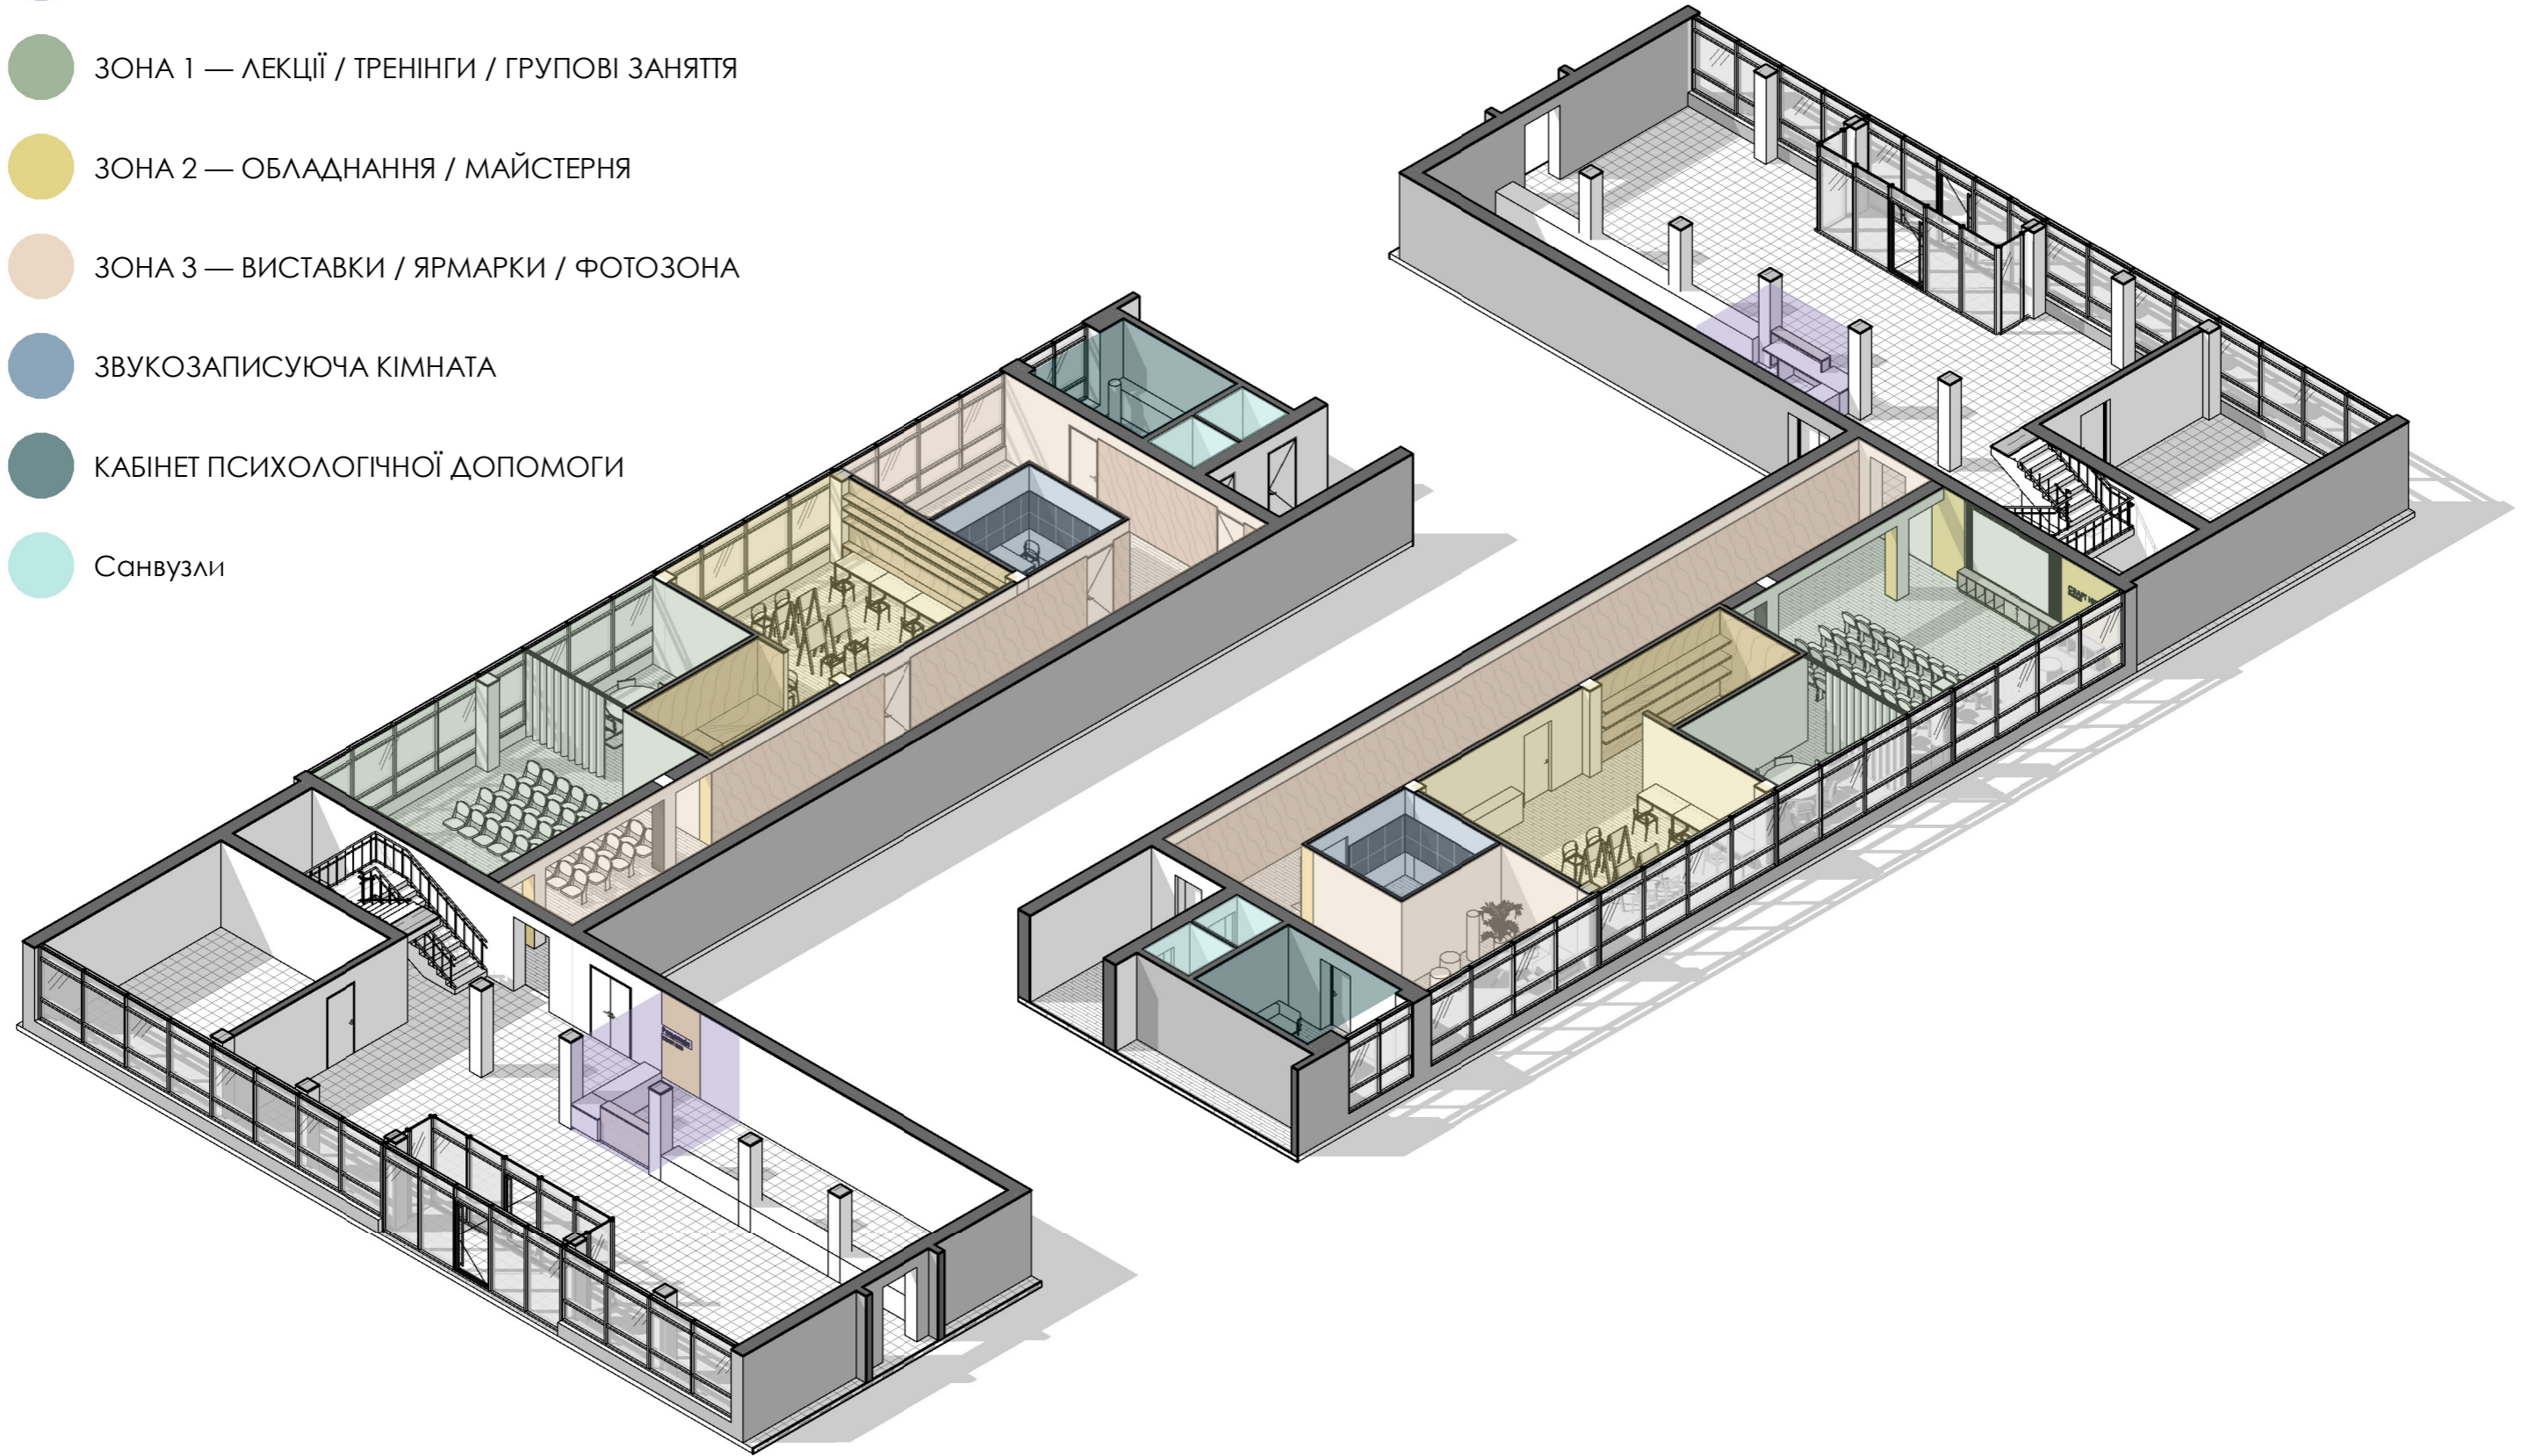 ЗОНА 1 — ЛЕКЦІЇ / ТРЕНІНГИ / ГРУПОВІ ЗАНЯТТЯ
ЗОНА 2 — ОБЛАДНАННЯ / МАЙСТЕРНЯ
ЗОНА 3 — ВИСТАВКИ / ЯРМАРКИ / ФОТОЗОНА
ЗВУКОЗАПИСУЮЧА КІМНАТА
КАБІНЕТ ПСИХОЛОГІЧНОЇ ДОПОМОГИ
Санвузли